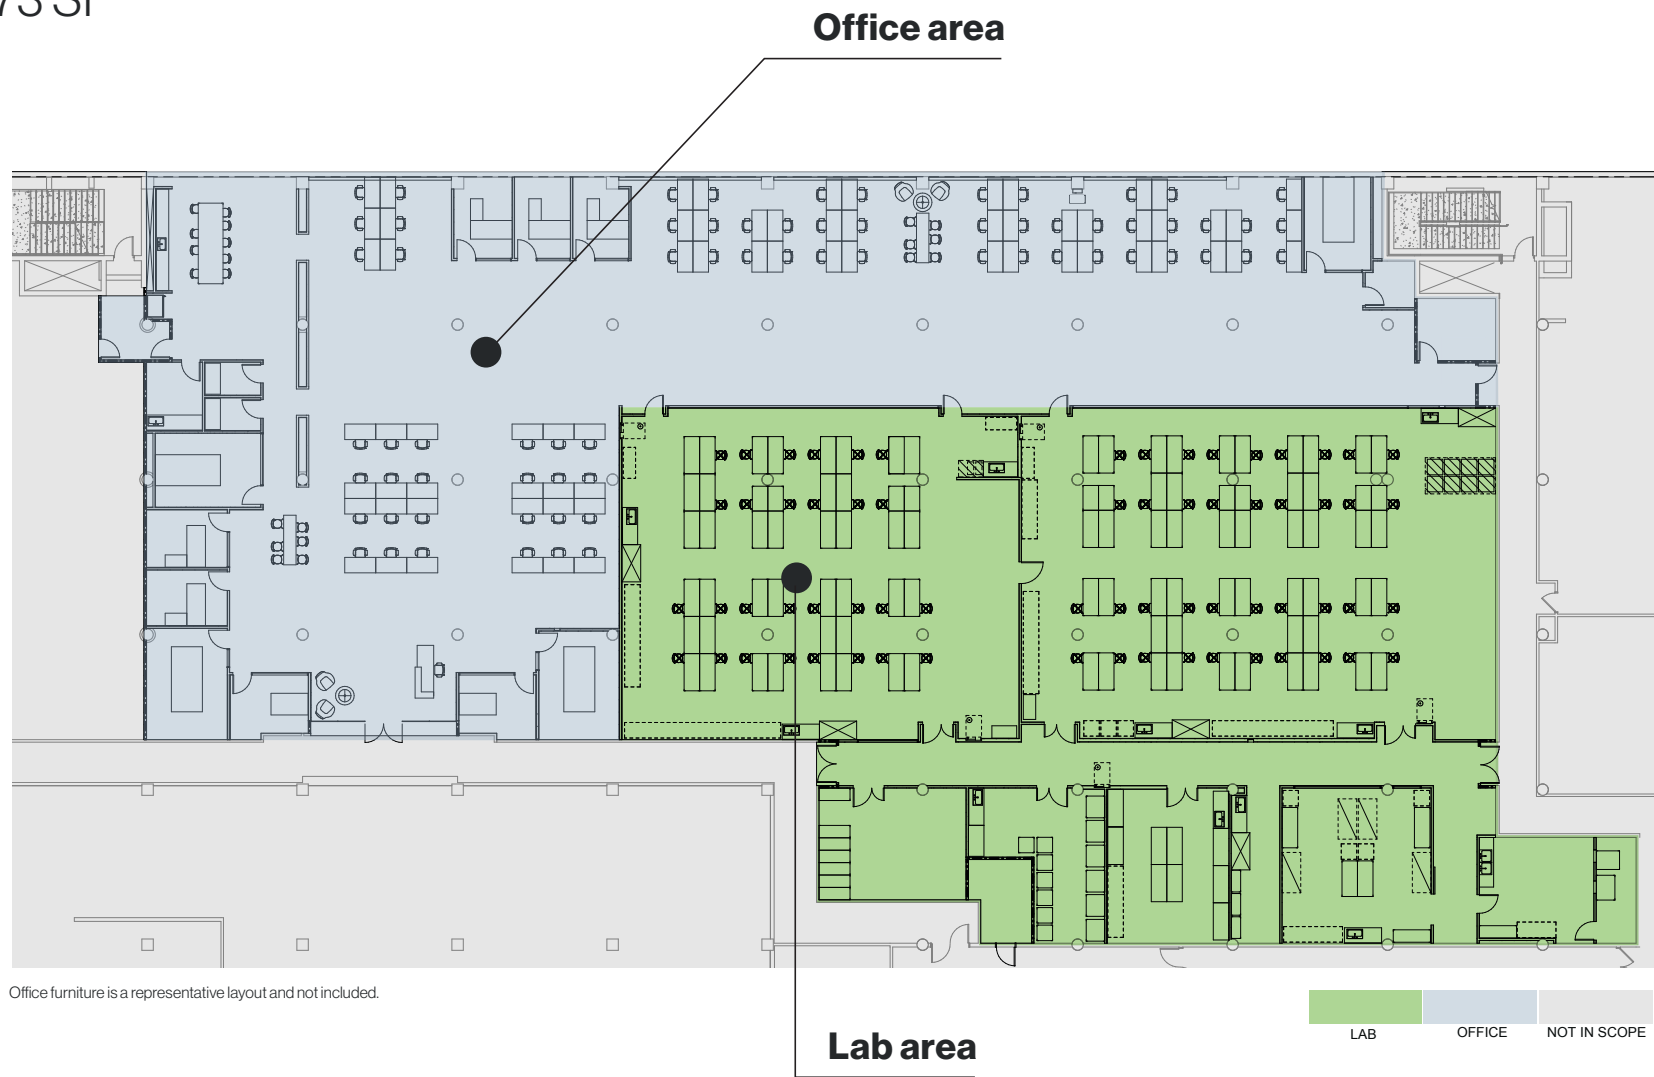 Office area
Office furniture is a representative layout and not included.
LAB
OFFICE
NOT IN SCOPE
Lab area